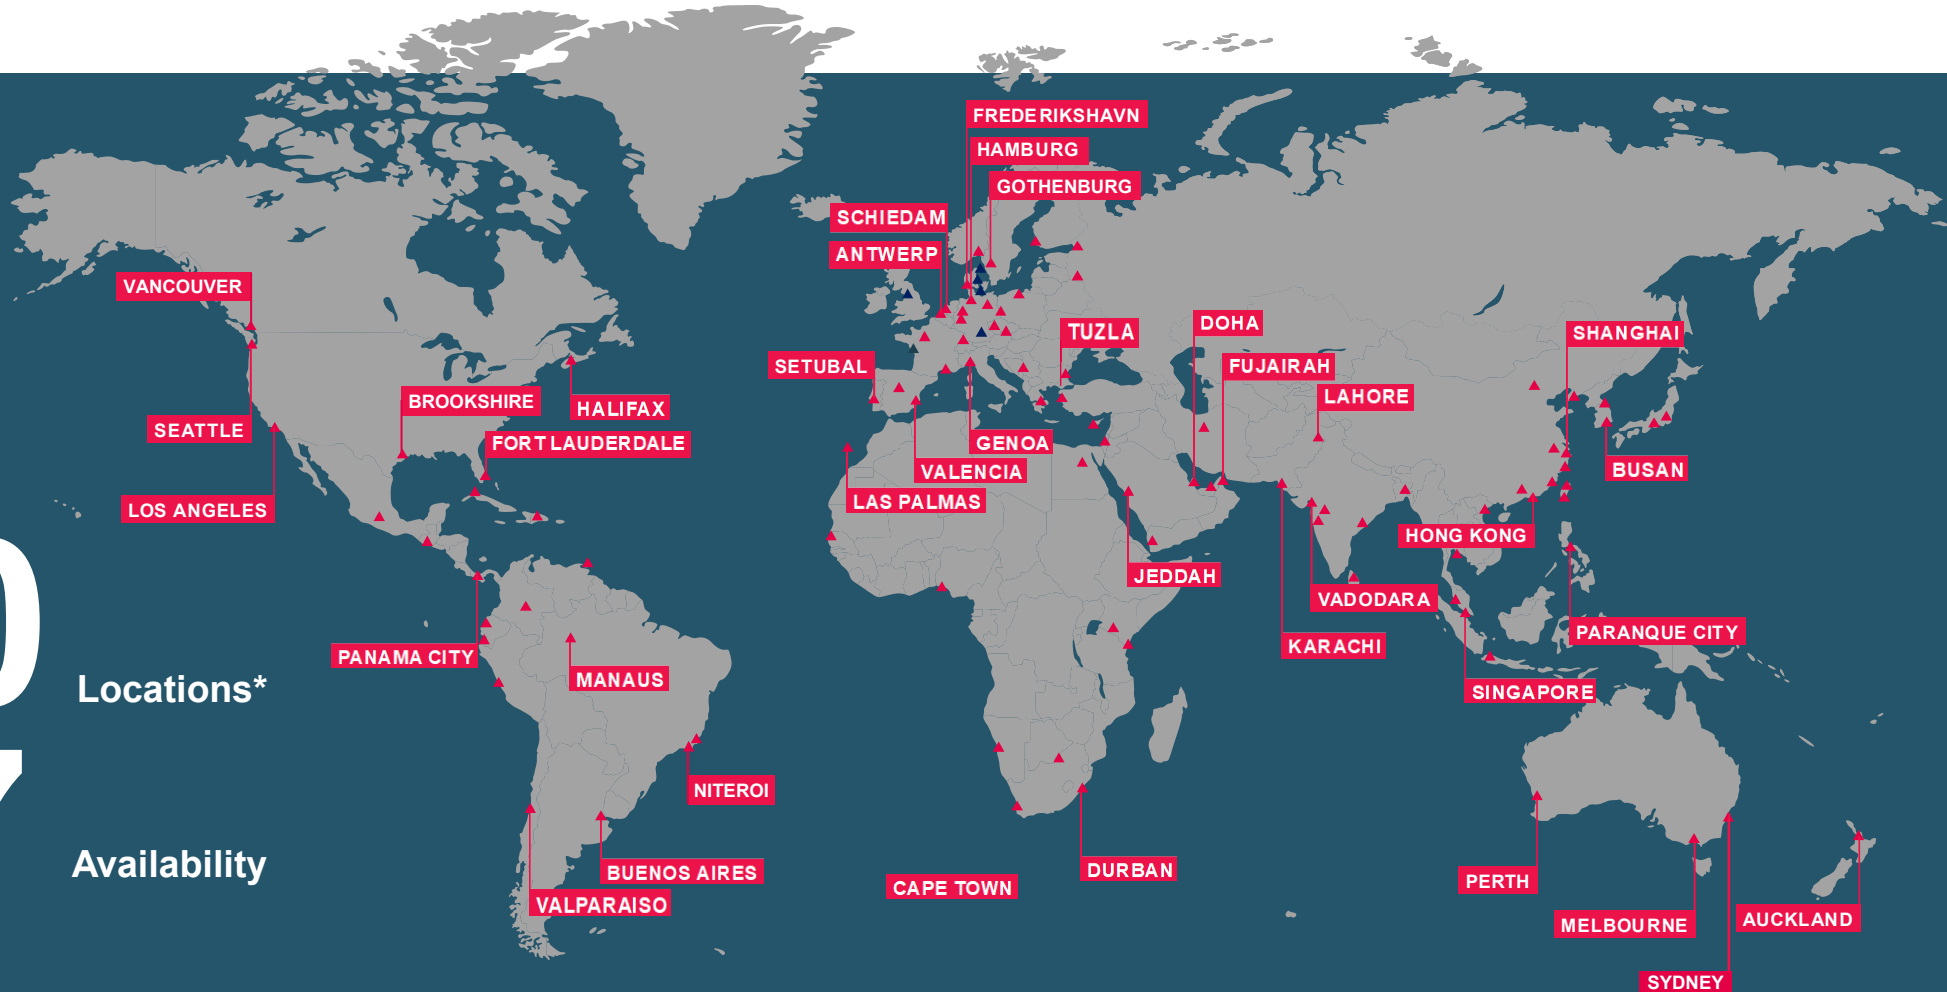 FREDERIKSHAVN
HAMBURG
GOTHENBURG
SCHIEDAM
ANTWERP
VANCOUVER
TUZLA
DOHA
SHANGHAI
SETUBAL
FUJAIRAH
LAHORE
BROOKSHIRE
HALIFAX
SEATTLE
FORT LAUDERDALE
GENOA
VALENCIA
BUSAN
LAS PALMAS
LOS ANGELES
HONG KONG
JEDDAH
VADODARA
PARANQUE CITY
KARACHI
PANAMA CITY
MANAUS
Locations*
SINGAPORE
NITEROI
Availability
BUENOS AIRES
DURBAN
PERTH
CAPE TOWN
VALPARAISO
MELBOURNE
AUCKLAND
SYDNEY